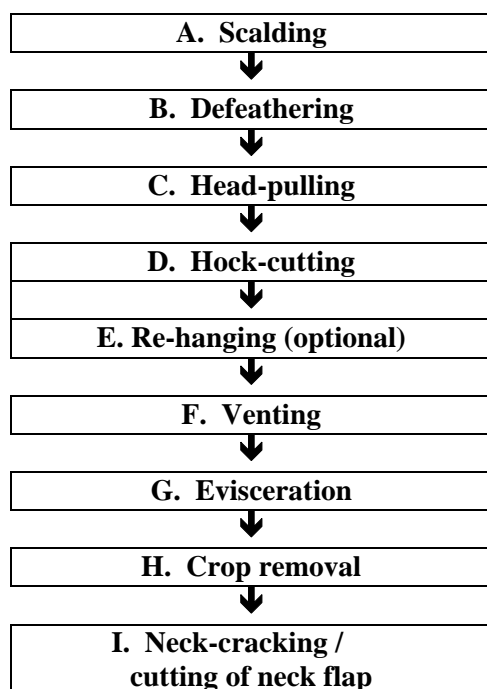 A. Scalding
B. Defeathering
C. Head-pulling
D. Hock-cutting
E. Re-hanging (optional)
F. Venting
G. Evisceration
H. Crop removal
I. Neck-cracking /
cutting of neck flap